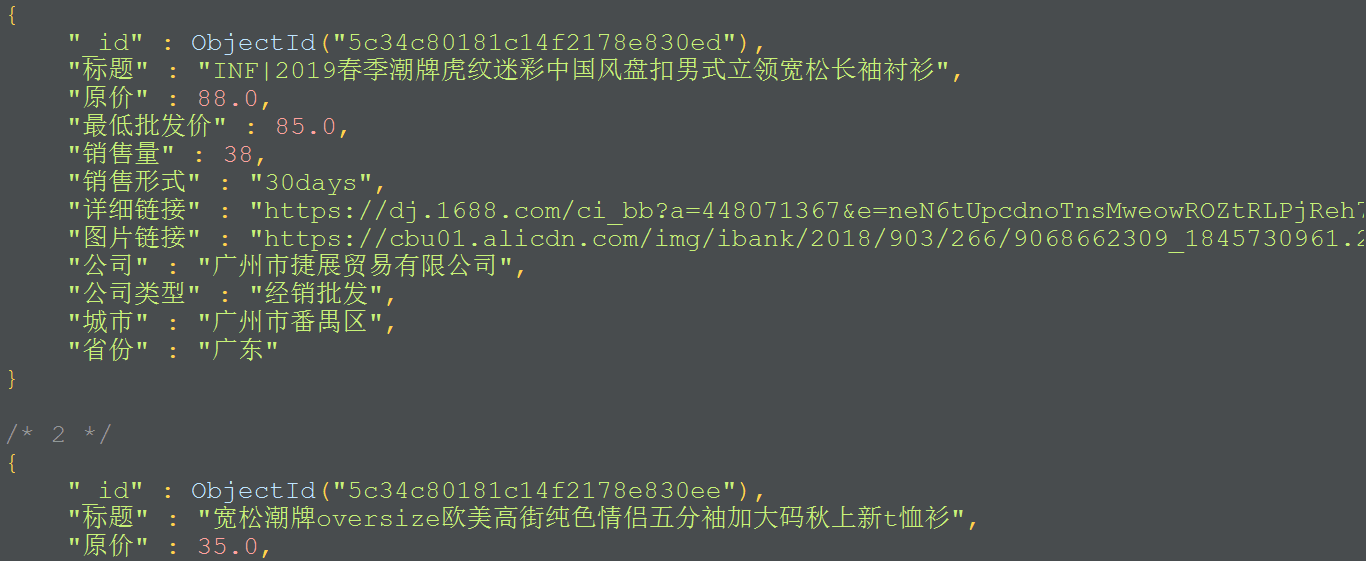 {
"_id" : ObjectId("5c34c80181c14f2178e830ed"),
"标题" : "INF|2019春季潮牌虎纹迷彩中国风盘扣男式立领宽松长袖衬衫",
"原价" : 88.0,
"最低批发价" : 85.0,
"销售量" : 38,
"销售形式" : "30days",
"详细链接" : "https://dj.1688.com/ci_bb?a=448071367&e=neN6tUpcdnoTnsMweowROZtRLPjReh7
"图片链接" : "https://cbu01.alicdn.com/img/ibank/2018/903/266/9068662309_1845730961.2
"公司" : "广州市捷展贸易有限公司",
"公司类型" : "经销批发",
"城市" : "广州市番禺区",
"省份" : "广东"
}
/* 2 */
{
"_id" : ObjectId("5c34c80181c14f2178e830ee"),
"标题" : "宽松潮牌oversize欧美高街纯色情侣五分袖加大码秋上新t恤衫",
"原价" : 35.0,